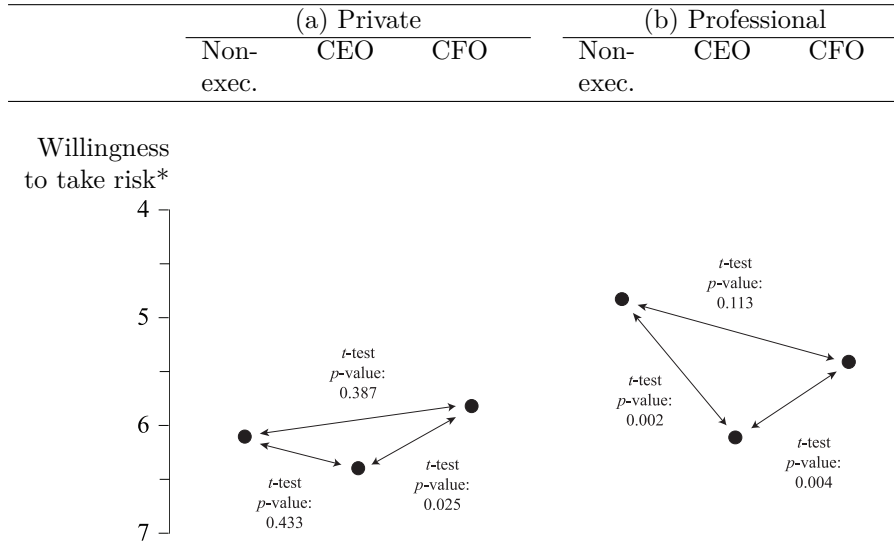 (a) Private (b) Professional
Non- CEO CFO Non- CEO CFO
exec. exec.
Willingness
to take risk*
4
t-test
p-value:
0.113
5
t-test
p-value:
0.387
t-test
p-value:
0.002
6
t-test
p-value:
0.004
t-test
p-value:
0.025
t-test
p-value:
0.433
7